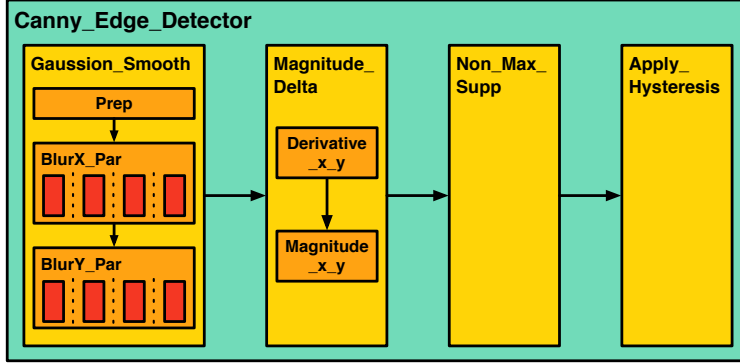 Canny_Edge_Detector
Gaussion_Smooth
Prep
BlurX_Par
BlurY_Par
Magnitude_
Delta
Derivative
_x_y
Magnitude
_x_y
Non_Max_
Supp
Apply_
Hysteresis